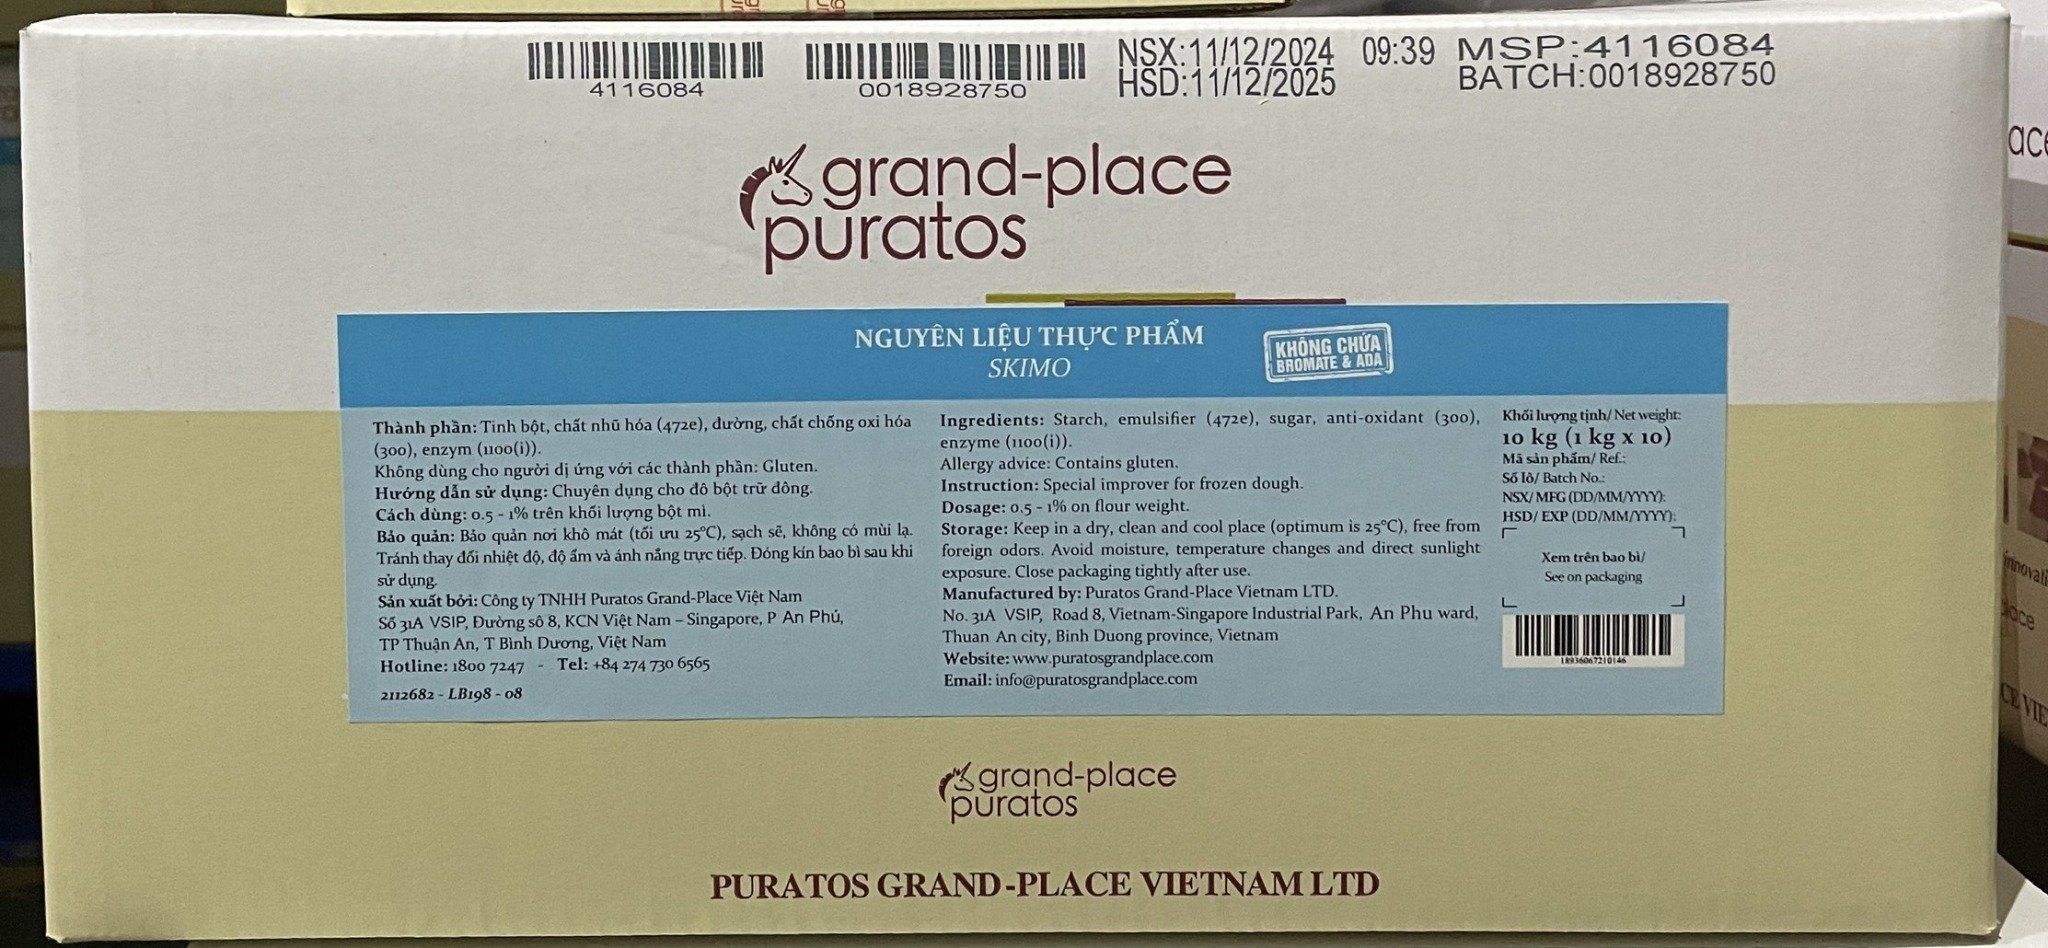 4116084
0018928750
NSX:11/12/2024 09:39
HSD:11/12/2025
MSP:4116084
BATCH:0018928750
grand-place
puratos
NGUYÊN LIỆU THỰC PHẨM
SKIMO
KHÔNG CHỨA
BROMATE & ADA
Thành phần: Tinh bột, chất nhũ hóa (472e), đường, chất chống oxi hóa
(300), enzym (1100(i)).
Không dùng cho người dị ứng với các thành phần: Gluten.
Hướng dẫn sử dụng: Chuyên dụng cho đô bột trữ đông.
Cách dùng: 0.5 - 1% trên khối lượng bột mì.
Bảo quản: Bảo quản nơi khô mát (tối ưu 25°C), sạch sẽ, không có mùi lạ.
Tránh thay đổi nhiệt độ, độ ẩm và ánh nắng trực tiếp. Đóng kín bao bì sau khi
sử dụng.
Sản xuất bởi: Công ty TNHH Puratos Grand-Place Việt Nam
Số 31A VSIP, Đường số 8, KCN Việt Nam – Singapore, P An Phú,
TP Thuận An, T Bình Dương, Việt Nam
Hotline: 1800 7247 - Tel: +84 274 730 6565
2112682 - LB198 - 08
Ingredients: Starch, emulsifier (472e), sugar, anti-oxidant (300),
enzyme (1100(i)).
Allergy advice: Contains gluten.
Instruction: Special improver for frozen dough.
Dosage: 0,5 - 1% on flour weight.
Storage: Keep in a dry, clean and cool place (optimum is 25°C), free from
foreign odors. Avoid moisture, temperature changes and direct sunlight
exposure. Close packaging tightly after use.
Manufactured by: Puratos Grand-Place Vietnam LTD.
No. 31A VSIP, Road 8, Vietnam-Singapore Industrial Park, An Phu ward,
Thuan An city, Binh Duong province, Vietnam
Website: www.puratosgrandplace.com
Email: info@puratosgrandplace.com
Khối lượng tịnh/ Net weight:
10 kg (1 kg x 10)
Mã sản phẩm/ Ref.:
Số lô/ Batch No.:
NSX/ MFG (DD/MM/YYYY):
HSD/ EXP (DD/MM/YYYY):
Xem trên bao bì/
See on packaging
18936067210146
grand-place
puratos
PURATOS GRAND-PLACE VIETNAM LTD